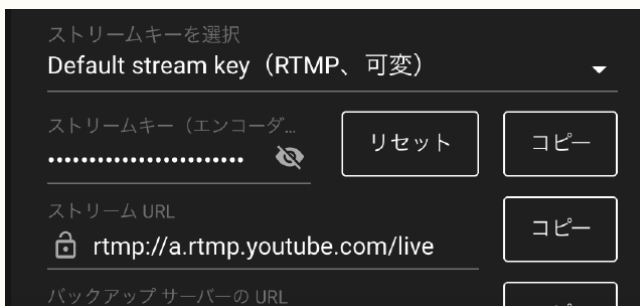 ストリームキーを選択
Default stream key（RTMP、可変）
ストリームキー（エンコーダ...
••••••••••••••••••••••••
リセット
コピー
ストリーム URL
rtmp://a.rtmp.youtube.com/live
コピー
バックアップ サーバーの URL